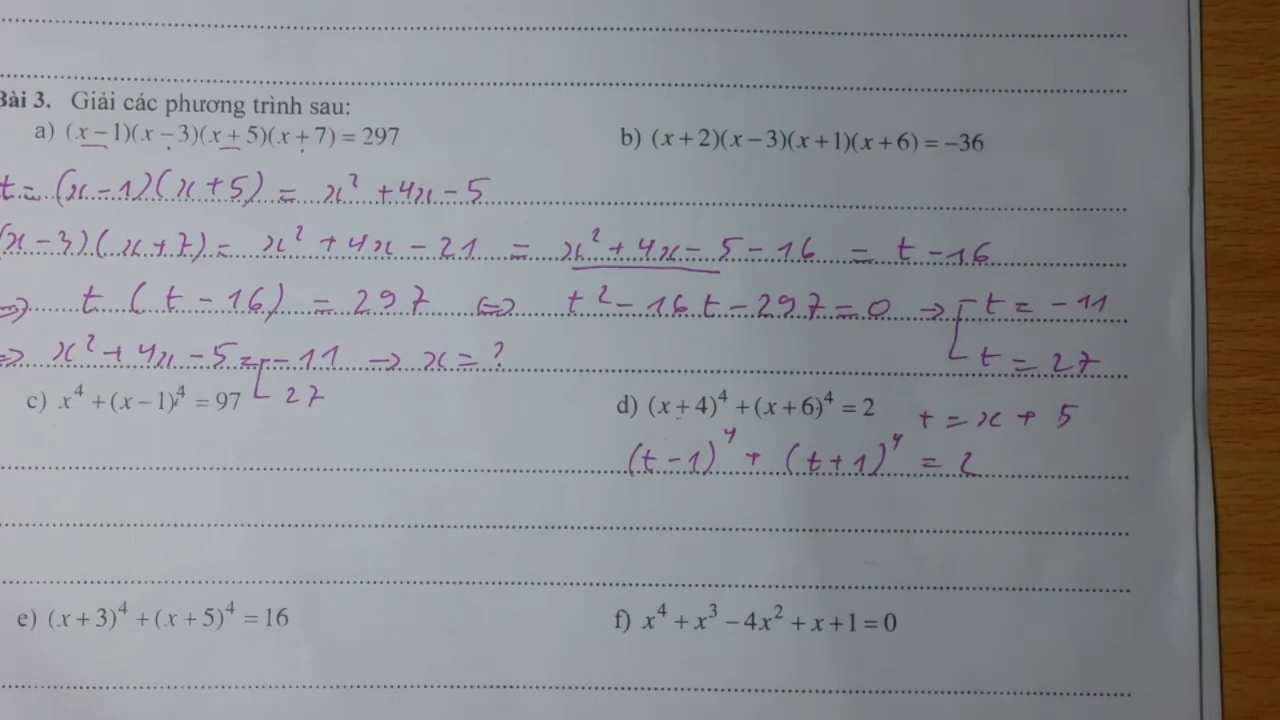 Bài 3. Giải các phương trình sau:
a) (x − 1)(x − 3)(x + 5)(x + 7) = 297
b) (x + 2)(x − 3)(x + 1)(x + 6) = −36
t = (x − 1)(x + 5) = x² + 4x − 5
(x − 3)(x + 7) = x² + 4x − 21 = x² + 4x − 5 − 16 = t − 16
⇒ t (t − 16) = 297 ⇔ t² − 16t − 297 = 0 → [ t = −11
t = 27
⇒ x² + 4x − 5 = [ −11 → x = ?
27
c) x⁴ + (x − 1)⁴ = 97
d) (x + 4)⁴ + (x + 6)⁴ = 2 t = x + 5
(t − 1)⁴ + (t + 1)⁴ = 2
e) (x + 3)⁴ + (x + 5)⁴ = 16
f) x⁴ + x³ − 4x² + x + 1 = 0